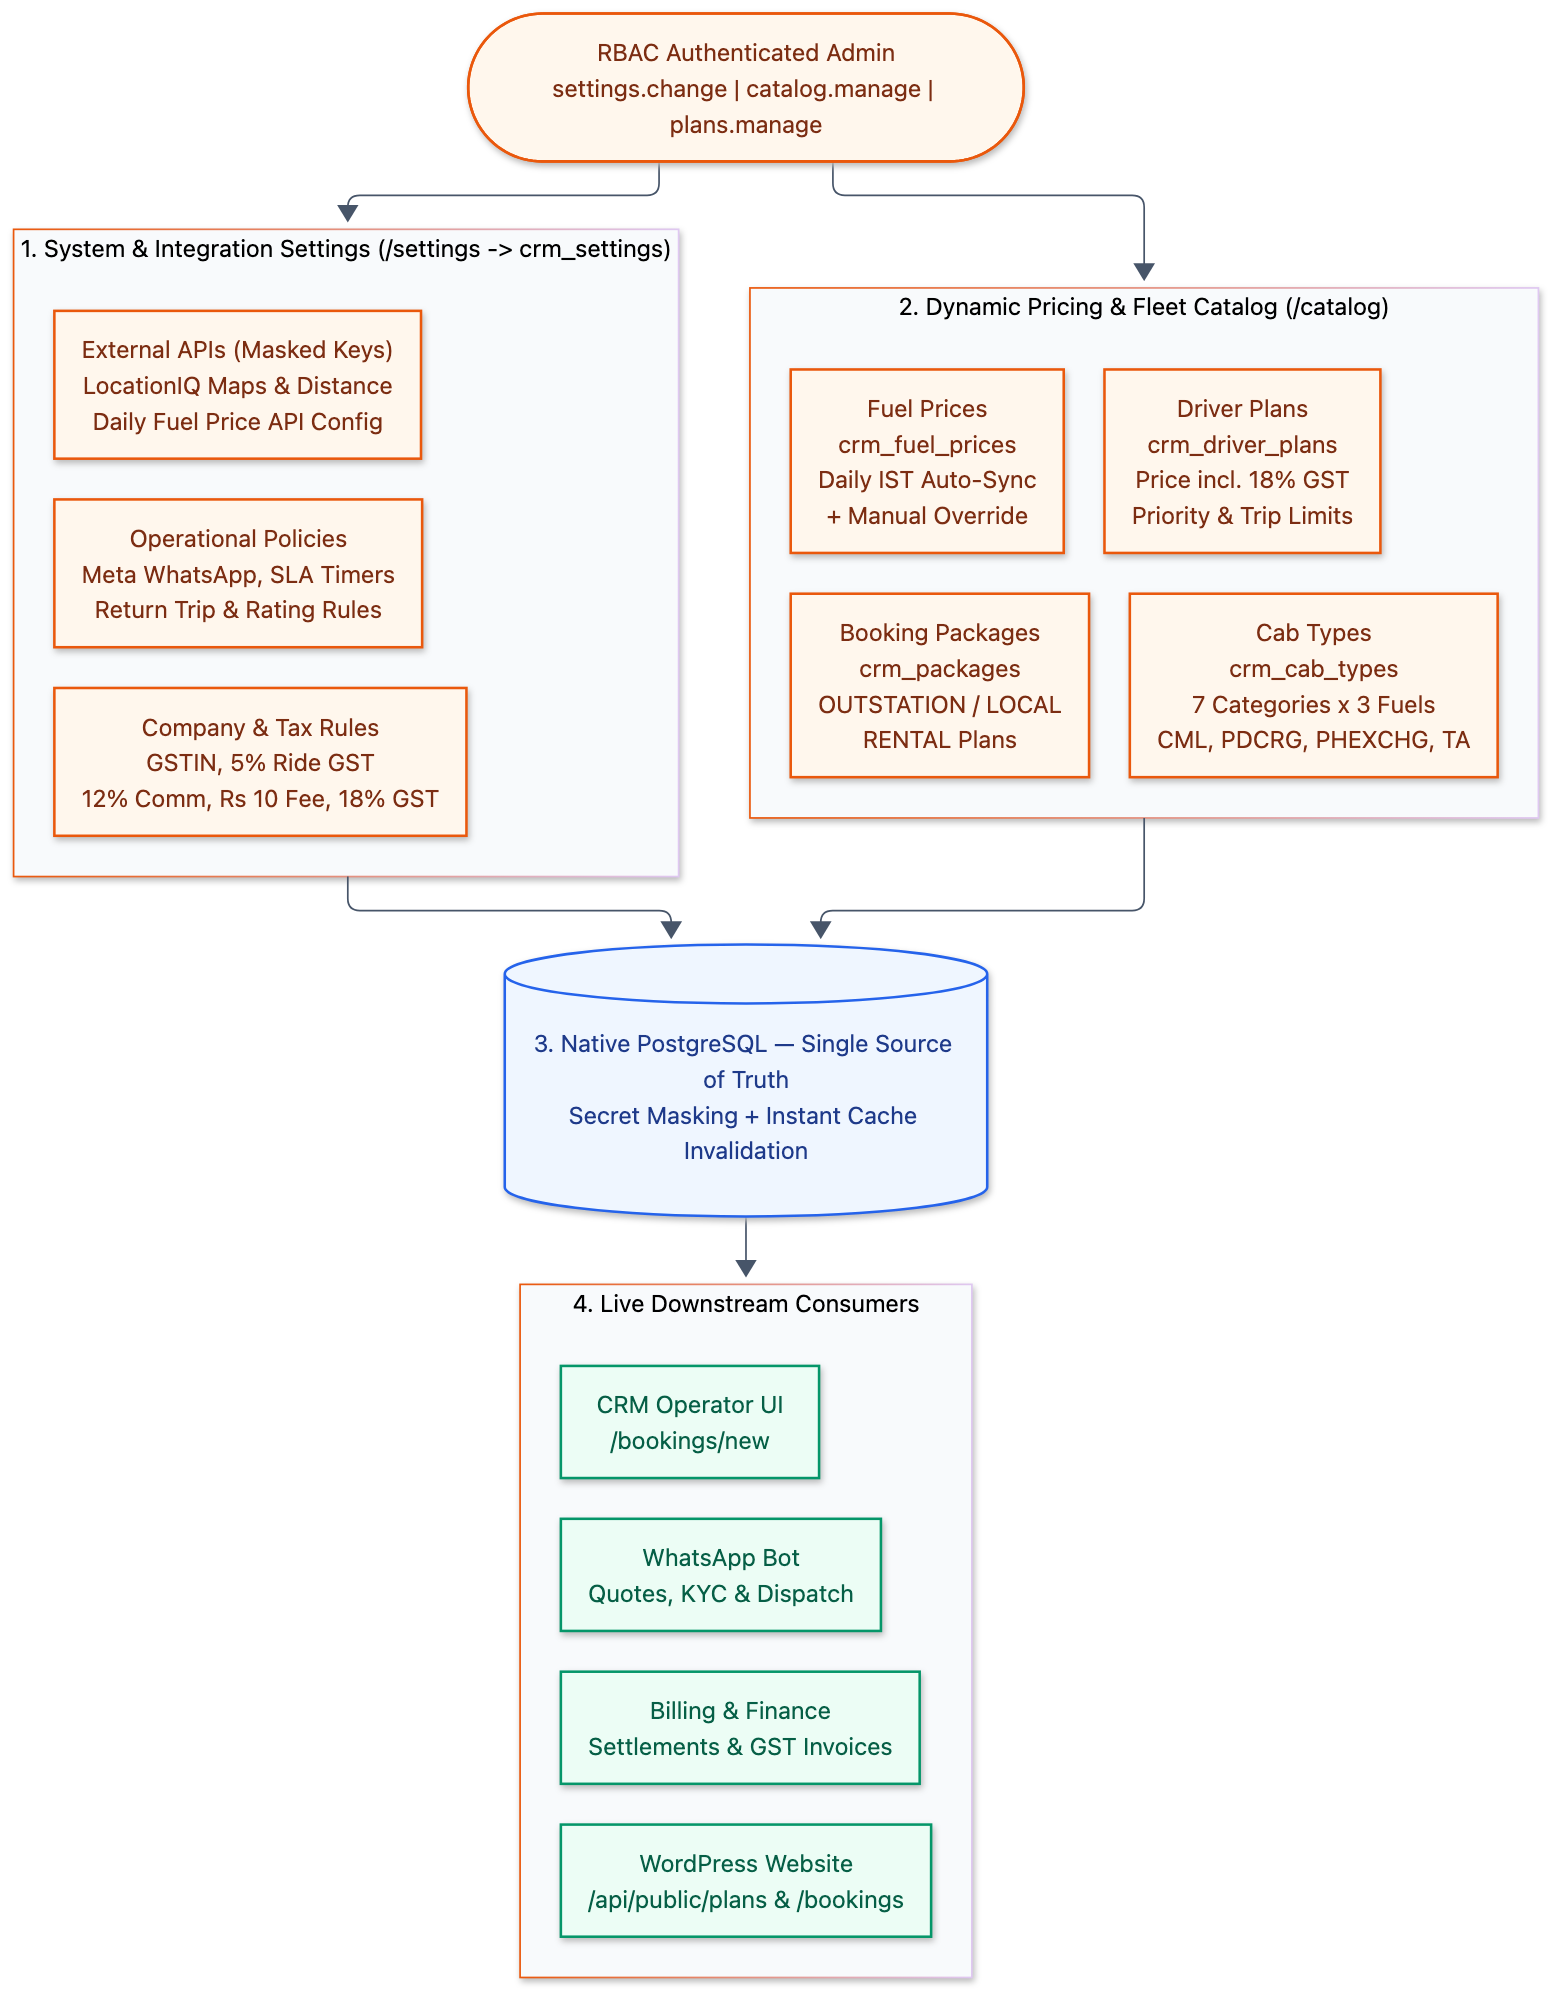 RBAC Authenticated Admin
settings.change | catalog.manage |
plans.manage
1. System & Integration Settings (/settings -> crm_settings)
External APIs (Masked Keys)
LocationIQ Maps & Distance
Daily Fuel Price API Config
Operational Policies
Meta WhatsApp, SLA Timers
Return Trip & Rating Rules
Company & Tax Rules
GSTIN, 5% Ride GST
12% Comm, Rs 10 Fee, 18% GST
2. Dynamic Pricing & Fleet Catalog (/catalog)
Fuel Prices
crm_fuel_prices
Daily IST Auto-Sync
+ Manual Override
Driver Plans
crm_driver_plans
Price incl. 18% GST
Priority & Trip Limits
Booking Packages
crm_packages
OUTSTATION / LOCAL
RENTAL Plans
Cab Types
crm_cab_types
7 Categories x 3 Fuels
CML, PDCRG, PHEXCHG, TA
3. Native PostgreSQL — Single Source
of Truth
Secret Masking + Instant Cache
Invalidation
4. Live Downstream Consumers
CRM Operator UI
/bookings/new
WhatsApp Bot
Quotes, KYC & Dispatch
Billing & Finance
Settlements & GST Invoices
WordPress Website
/api/public/plans & /bookings